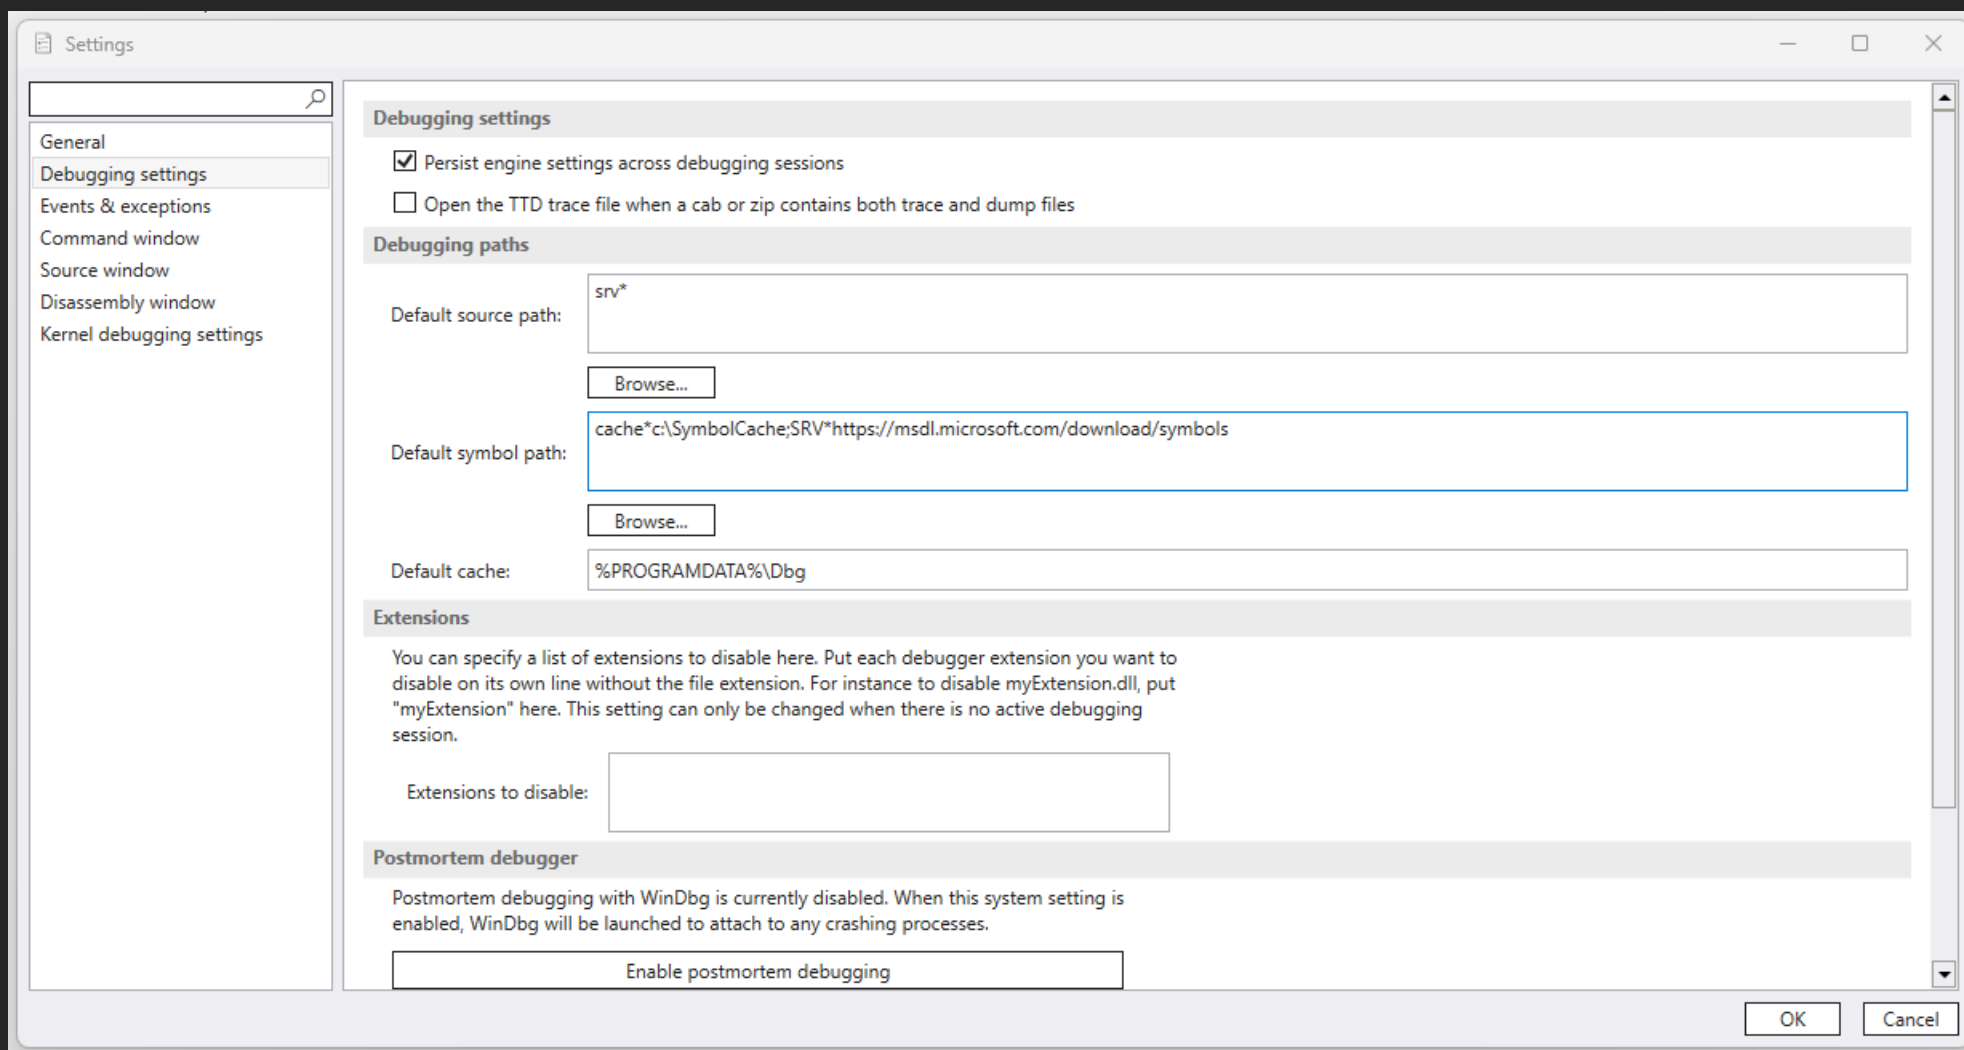 Settings
General
Debugging settings
Events & exceptions
Command window
Source window
Disassembly window
Kernel debugging settings
Debugging settings
Persist engine settings across debugging sessions
Open the TTD trace file when a cab or zip contains both trace and dump files
Debugging paths
Default source path:
srv*
Browse...
Default symbol path:
cache*c:\SymbolCache;SRV*https://msdl.microsoft.com/download/symbols
Browse...
Default cache:
%PROGRAMDATA%\Dbg
Extensions
You can specify a list of extensions to disable here. Put each debugger extension you want to
disable on its own line without the file extension. For instance to disable myExtension.dll, put
"myExtension" here. This setting can only be changed when there is no active debugging
session.
Extensions to disable:
Postmortem debugger
Postmortem debugging with WinDbg is currently disabled. When this system setting is
enabled, WinDbg will be launched to attach to any crashing processes.
Enable postmortem debugging
OK
Cancel